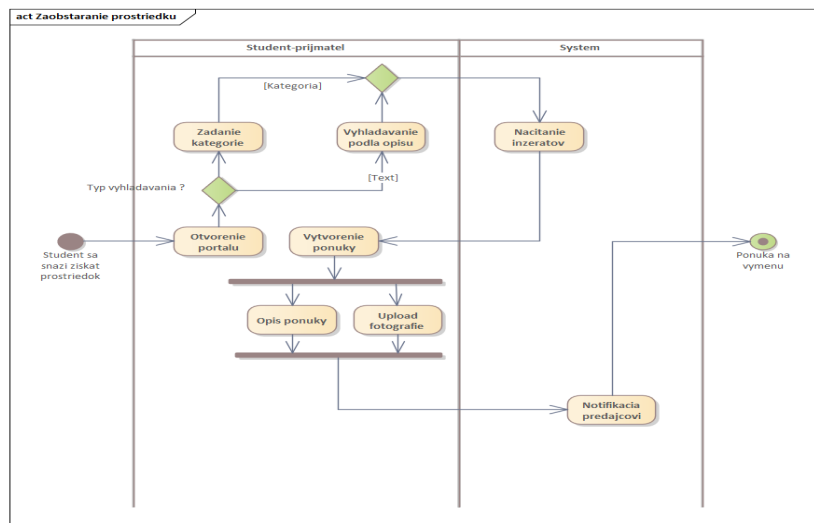 act Zaobstaranie prostriedku
Student-prijmatel
System
[Kategoria]
Zadanie
kategorie
Vyhladavanie
podla opisu
Nacitanie
inzeratov
[Text]
Typ vyhladavania ?
Otvorenie
portalu
Vytvorenie
ponuky
Student sa
snazi ziskat
prostriedok
Ponuka na
vymenu
Opis ponuky
Upload
fotografie
Notifikacia
predajcovi